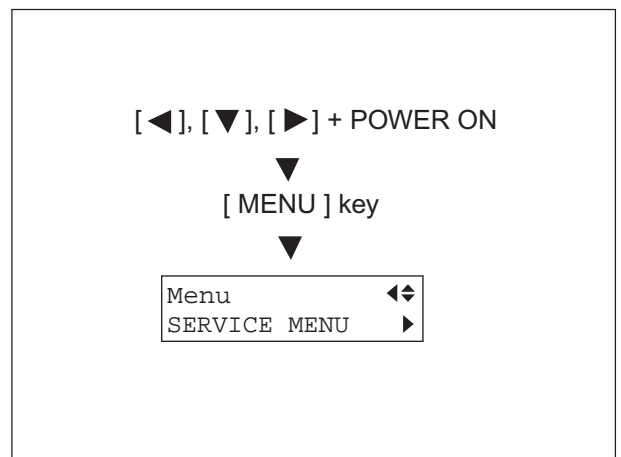 [ ◀ ], [ ▼ ], [ ▶ ] + POWER ON
▼
[ MENU ] key
▼
Menu
SERVICE MENU ▶